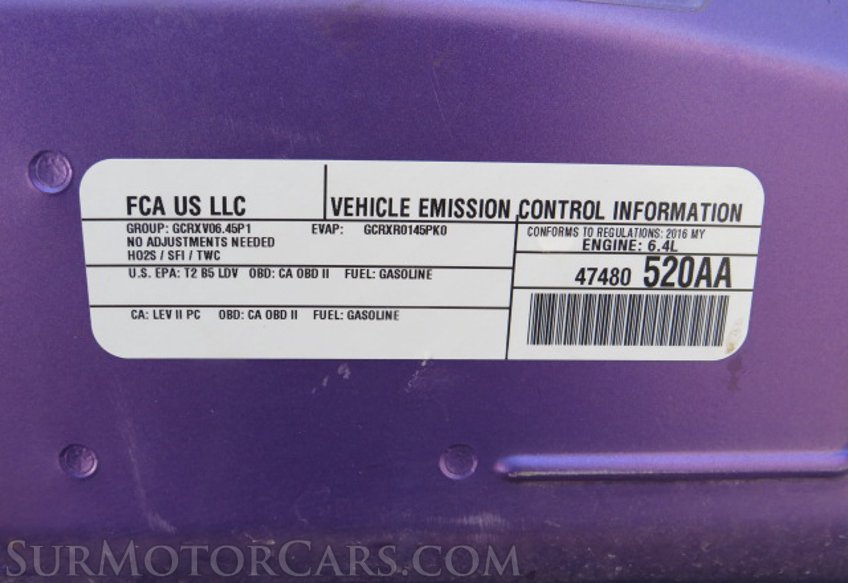 FCA US LLC
VEHICLE EMISSION CONTROL INFORMATION
GROUP: GCRXV06.45P1 EVAP: GCRXR0145PK0
NO ADJUSTMENTS NEEDED
HO2S / SFI / TWC
CONFORMS TO REGULATIONS: 2016 MY
ENGINE: 6.4L
U.S. EPA: T2 B5 LDV OBD: CA OBD II FUEL: GASOLINE
47480 520AA
CA: LEV II PC OBD: CA OBD II FUEL: GASOLINE
SURMOTORCARS.COM